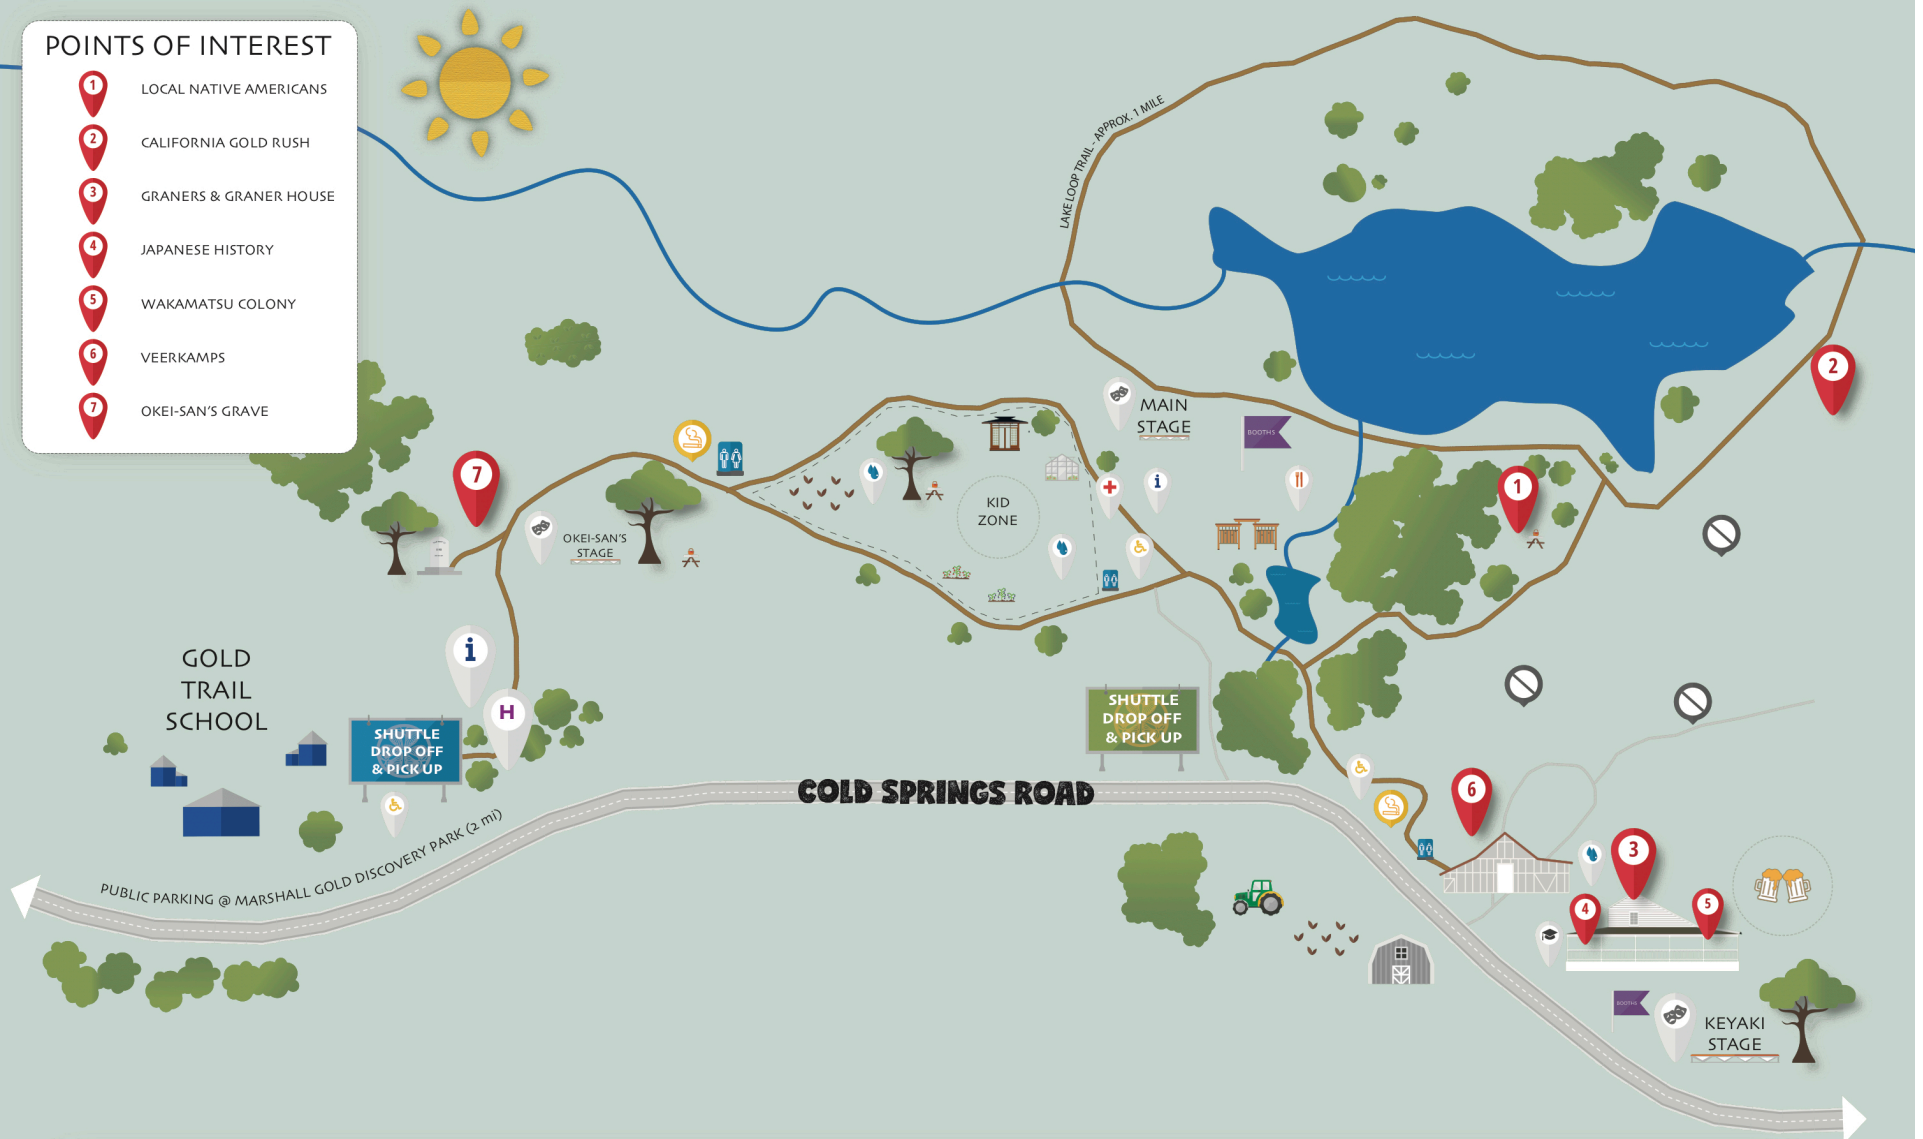 POINTS OF INTEREST
1 LOCAL NATIVE AMERICANS
2 CALIFORNIA GOLD RUSH
3 GRANERS & GRANER HOUSE
4 JAPANESE HISTORY
5 WAKAMATSU COLONY
6 VEERKAMPS
7 OKEI-SAN'S GRAVE
LAKE LOOP TRAIL - APPROX. 1 MILE
2
MAIN
STAGE
BOOTHS
7
1
i
KID
ZONE
OKEI-SAN'S
STAGE
GOLD
TRAIL
SCHOOL
i
H
SHUTTLE
DROP OFF
& PICK UP
SHUTTLE
DROP OFF
& PICK UP
COLD SPRINGS ROAD
PUBLIC PARKING @ MARSHALL GOLD DISCOVERY PARK (2 mi)
6
3
4
5
BOOTHS
KEYAKI
STAGE